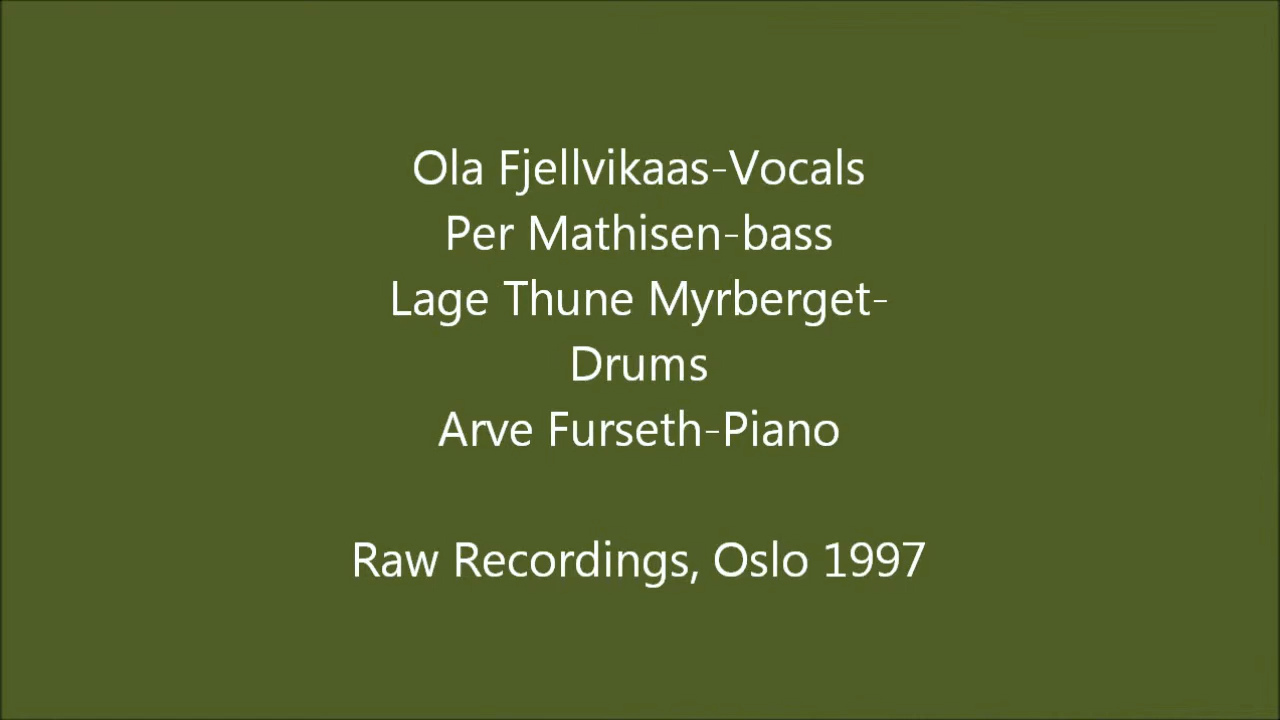 Ola Fjellvikaas-Vocals
Per Mathisen-bass
Lage Thune Myrberget-
Drums
Arve Furseth-Piano
Raw Recordings, Oslo 1997